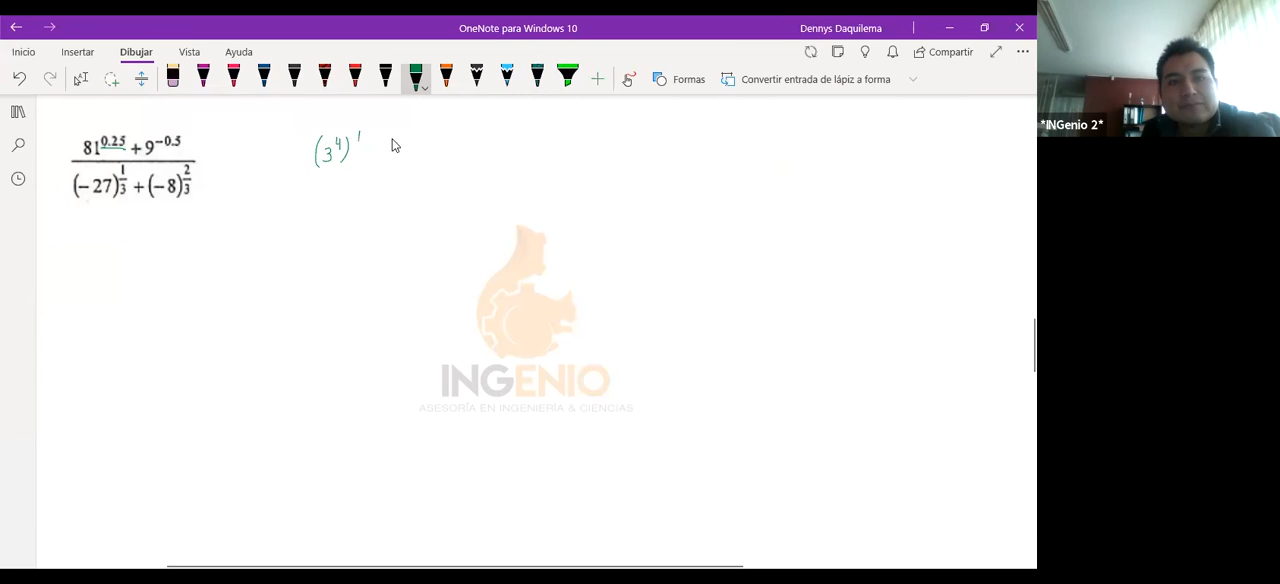 OneNote para Windows 10
Dennys Daquilema
Inicio
Insertar
Dibujar
Vista
Ayuda
Compartir
Formas
Convertir entrada de lápiz a forma
81^0.25 + 9^-0.5
(-27)^1/3 + (-8)^2/3
(3^4)^1
INGENIO
ASESORÍA EN INGENIERÍA & CIENCIAS
*INGenio 2*